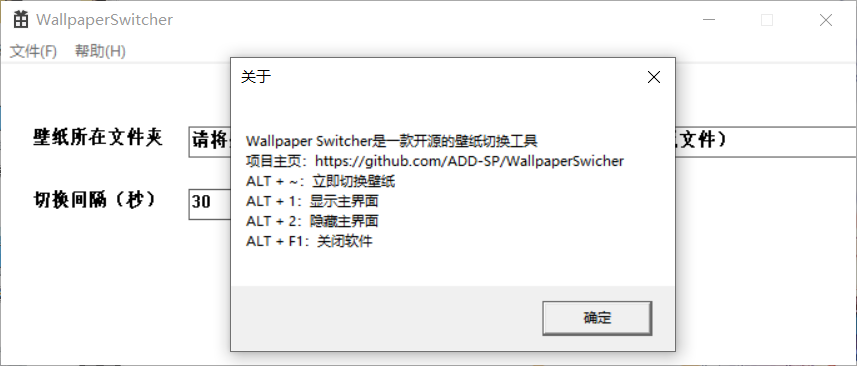 WallpaperSwitcher
文件(F) 帮助(H)
关于
壁纸所在文件夹 请将 文件）
Wallpaper Switcher是一款开源的壁纸切换工具
项目主页：https://github.com/ADD-SP/WallpaperSwicher
ALT + ~：立即切换壁纸
切换间隔（秒） 30
ALT + 1：显示主界面
ALT + 2：隐藏主界面
ALT + F1：关闭软件
确定